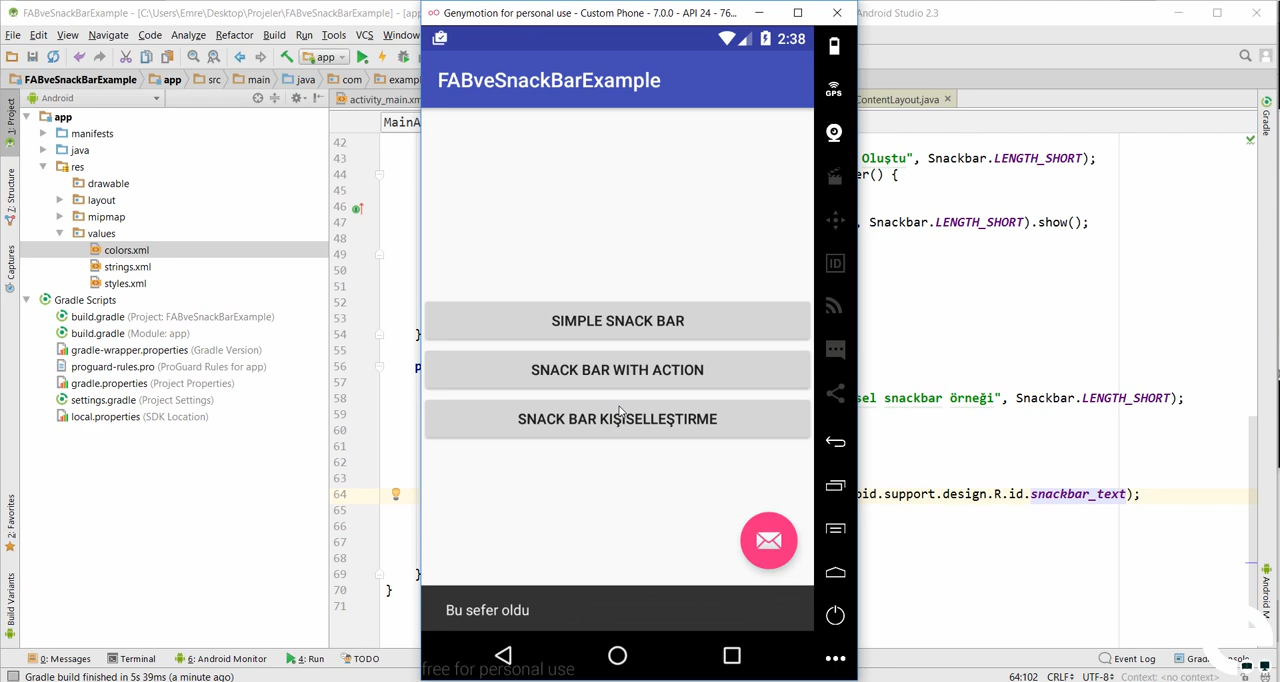 FABveSnackBarExample - [C:\Users\Emre\Desktop\Projeler\FABveSnackBarExample] - [app
Genymotion for personal use - Custom Phone - 7.0.0 - API 24 - 76...
Android Studio 2.3
File Edit View Navigate Code Analyze Refactor Build Run Tools VCS Window
app
FABveSnackBarExample app src main java com example
Android
activity_main.xm
ContentLayout.java
MainA
1: Project
Z: Structure
Captures
2: Favorites
Build Variants
Gradle
Android M
app
manifests
java
res
drawable
layout
mipmap
values
colors.xml
strings.xml
styles.xml
Gradle Scripts
build.gradle (Project: FABveSnackBarExample)
build.gradle (Module: app)
gradle-wrapper.properties (Gradle Version)
proguard-rules.pro (ProGuard Rules for app)
gradle.properties (Project Properties)
settings.gradle (Project Settings)
local.properties (SDK Location)
42
43
44
45
46
47
48
49
50
51
52
53
54 }
55
56 p
57
58
59
60
61
62
63
64
65
66
67
68
69 }
70 }
71
2:38
FABveSnackBarExample
SIMPLE SNACK BAR
SNACK BAR WITH ACTION
SNACK BAR KIŞISELLEŞTIRME
Bu sefer oldu
free for personal use
GPS
ID
Oluştu", Snackbar.LENGTH_SHORT);
er() {
, Snackbar.LENGTH_SHORT).show();
sel snackbar örneği", Snackbar.LENGTH_SHORT);
oid.support.design.R.id.snackbar_text);
0: Messages Terminal 6: Android Monitor 4: Run TODO
Event Log
Gradle finished
Gradle build finished in 5s 39ms (a minute ago)
64:102 CRLF UTF-8 Context: <no context>